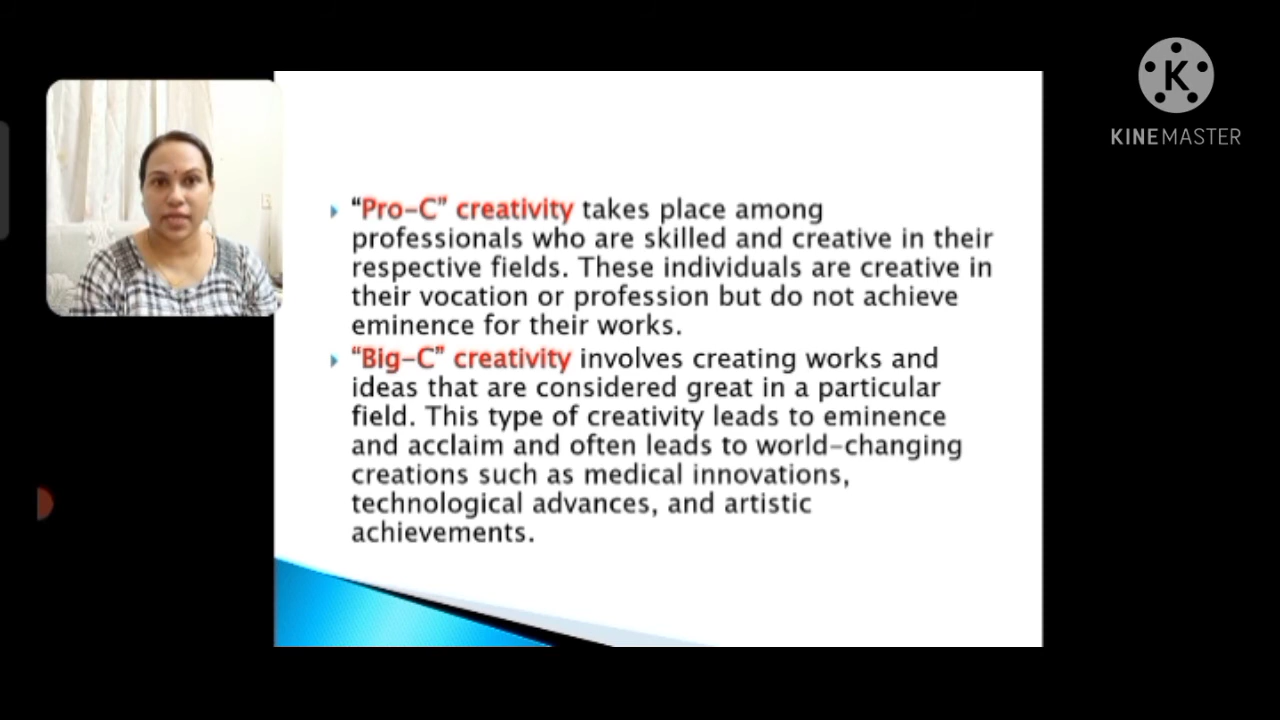 K
KINEMASTER
“Pro-C” creativity takes place among
professionals who are skilled and creative in their
respective fields. These individuals are creative in
their vocation or profession but do not achieve
eminence for their works.
“Big-C” creativity involves creating works and
ideas that are considered great in a particular
field. This type of creativity leads to eminence
and acclaim and often leads to world-changing
creations such as medical innovations,
technological advances, and artistic
achievements.